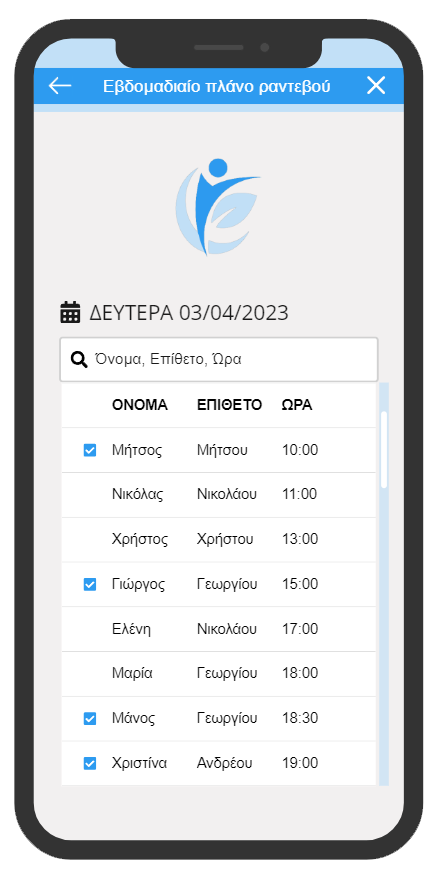 Εβδομαδιαίο πλάνο ραντεβού
ΔΕΥΤΕΡΑ 03/04/2023
Όνομα, Επίθετο, Ώρα
ΟΝΟΜΑ ΕΠΙΘΕΤΟ ΩΡΑ
Μήτσος Μήτσου 10:00
Νικόλας Νικολάου 11:00
Χρήστος Χρήστου 13:00
Γιώργος Γεωργίου 15:00
Ελένη Νικολάου 17:00
Μαρία Γεωργίου 18:00
Μάνος Γεωργίου 18:30
Χριστίνα Ανδρέου 19:00